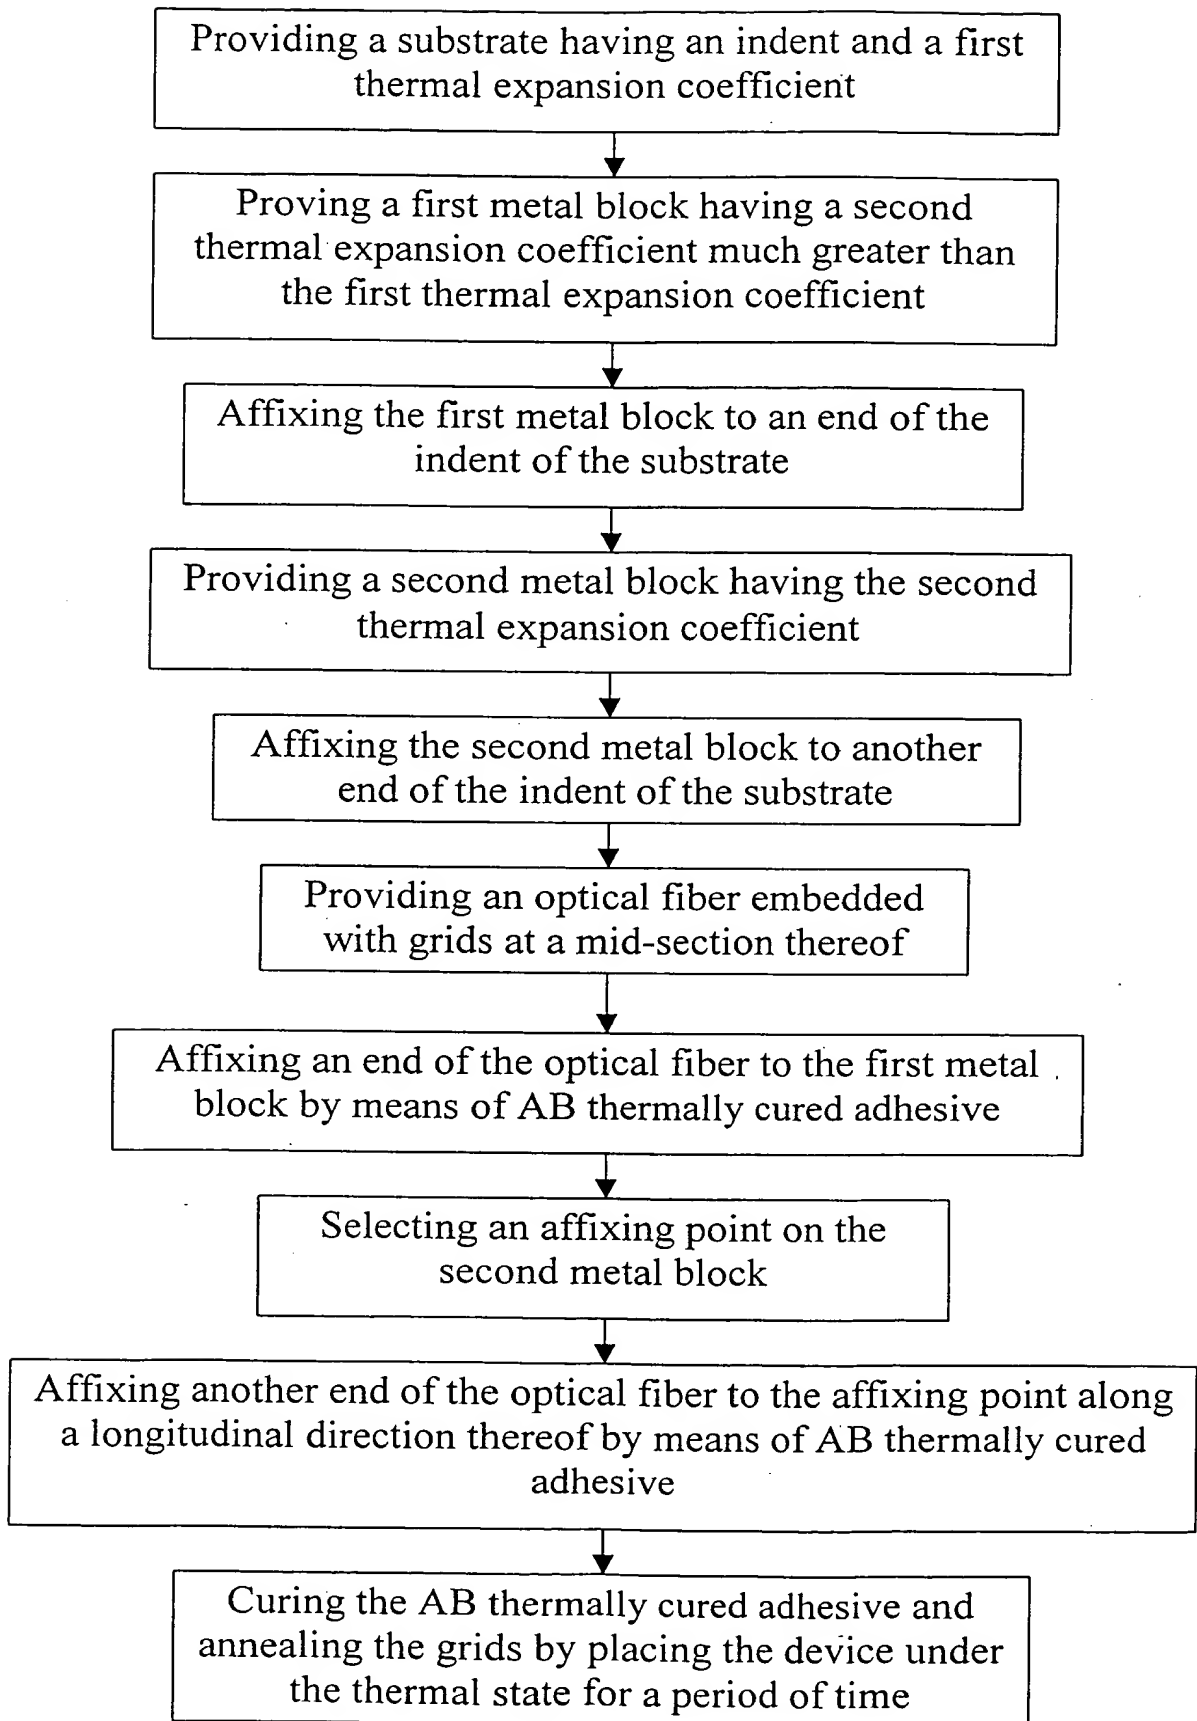 Providing a substrate having an indent and a first
thermal expansion coefficient
Proving a first metal block having a second
thermal expansion coefficient much greater than
the first thermal expansion coefficient
Affixing the first metal block to an end of the
indent of the substrate
Providing a second metal block having the second
thermal expansion coefficient
Affixing the second metal block to another
end of the indent of the substrate
Providing an optical fiber embedded
with grids at a mid-section thereof
Affixing an end of the optical fiber to the first metal
block by means of AB thermally cured adhesive
Selecting an affixing point on the
second metal block
Affixing another end of the optical fiber to the affixing point along
a longitudinal direction thereof by means of AB thermally cured
adhesive
Curing the AB thermally cured adhesive and
annealing the grids by placing the device under
the thermal state for a period of time